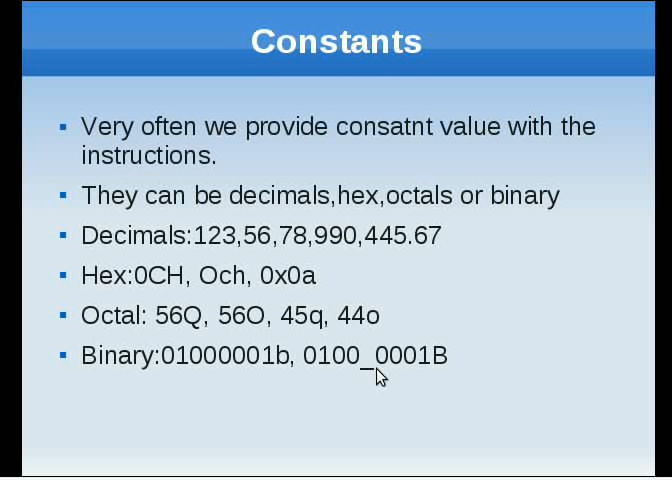 Constants
Very often we provide consatnt value with the
instructions.
They can be decimals,hex,octals or binary
Decimals:123,56,78,990,445.67
Hex:0CH, Och, 0x0a
Octal: 56Q, 56O, 45q, 44o
Binary:01000001b, 0100_0001B